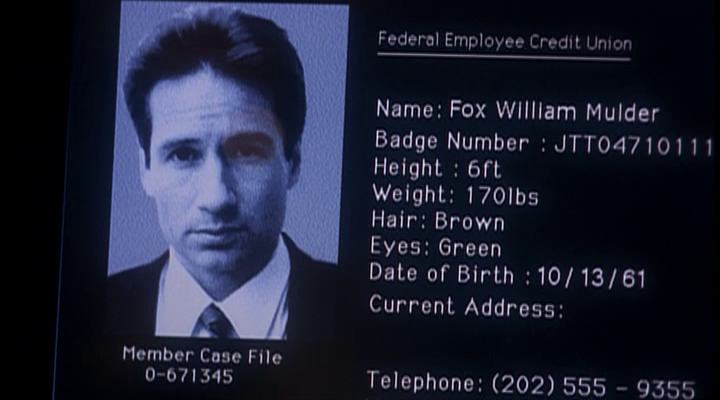 Federal Employee Credit Union
Name: Fox William Mulder
Badge Number : JTT04710111
Height : 6ft
Weight: 170lbs
Hair: Brown
Eyes: Green
Date of Birth : 10/13/61
Current Address:
Telephone: (202) 555 - 9355
Member Case File
0-671345